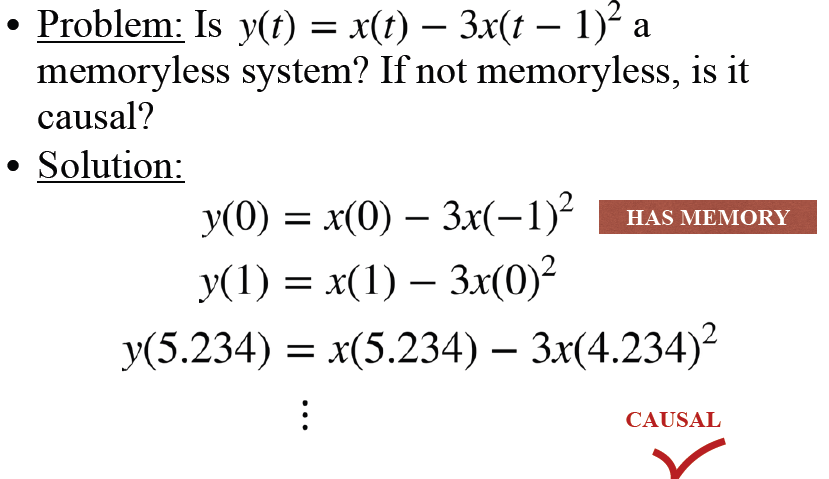 • Problem: Is y(t) = x(t) − 3x(t − 1)² a
memoryless system? If not memoryless, is it
causal?
• Solution:
y(0) = x(0) − 3x(−1)² HAS MEMORY
y(1) = x(1) − 3x(0)²
y(5.234) = x(5.234) − 3x(4.234)²
⋮
CAUSAL